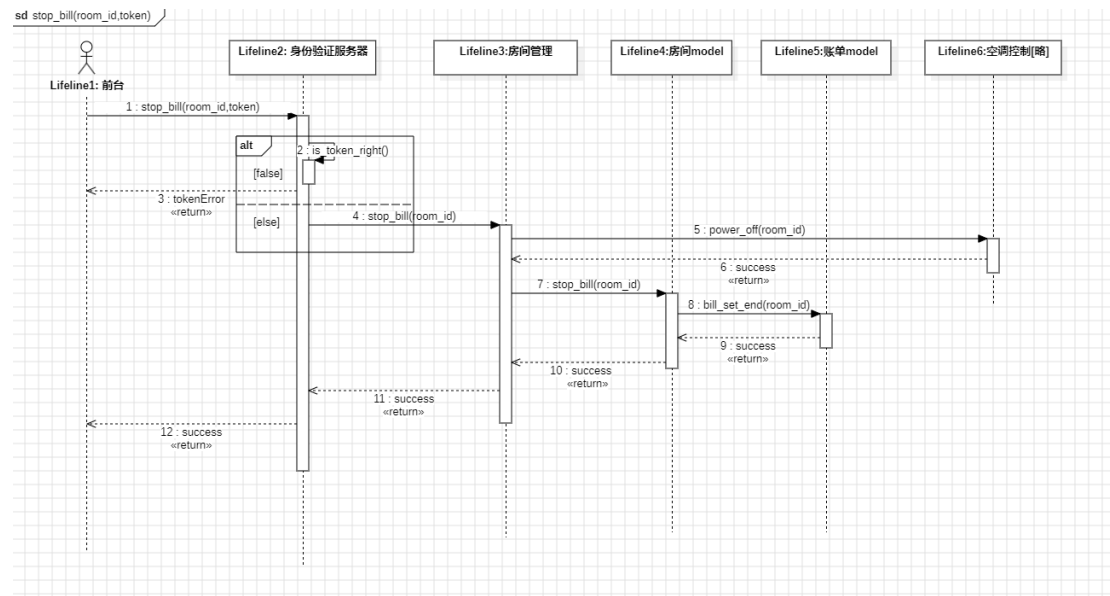 sd stop_bill(room_id,token)
Lifeline1: 前台
Lifeline2: 身份验证服务器
Lifeline3:房间管理
Lifeline4:房间model
Lifeline5:账单model
Lifeline6:空调控制[略]
1 : stop_bill(room_id,token)
alt
2 : is_token_right()
[false]
3 : tokenError
«return»
[else]
4 : stop_bill(room_id)
5 : power_off(room_id)
6 : success
«return»
7 : stop_bill(room_id)
8 : bill_set_end(room_id)
9 : success
«return»
10 : success
«return»
11 : success
«return»
12 : success
«return»